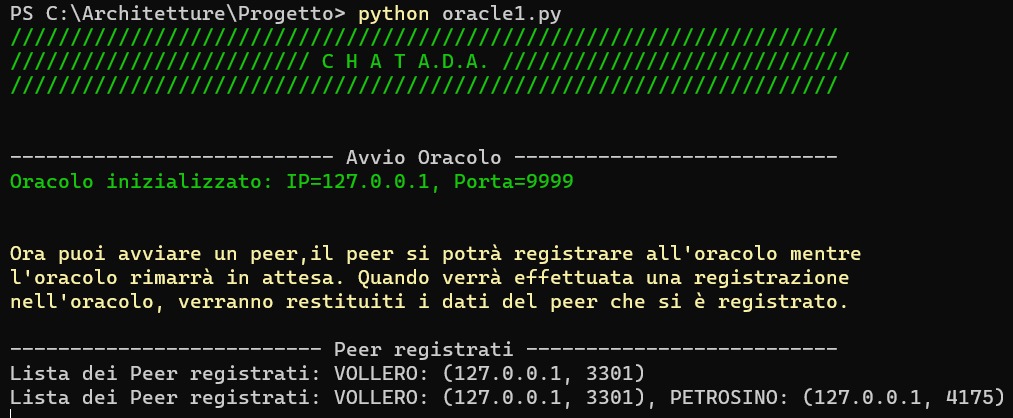 PS C:\Architetture\Progetto> python oracle1.py
/////////////////////////////////////////////////////////////////////
///////////////////////// C H A T A.D.A. /////////////////////////////
/////////////////////////////////////////////////////////////////////
--------------------------- Avvio Oracolo ---------------------------
Oracolo inizializzato: IP=127.0.0.1, Porta=9999
Ora puoi avviare un peer,il peer si potrà registrare all'oracolo mentre
l'oracolo rimarrà in attesa. Quando verrà effettuata una registrazione
nell'oracolo, verranno restituiti i dati del peer che si è registrato.
-------------------------- Peer registrati --------------------------
Lista dei Peer registrati: VOLLERO: (127.0.0.1, 3301)
Lista dei Peer registrati: VOLLERO: (127.0.0.1, 3301), PETROSINO: (127.0.0.1, 4175)